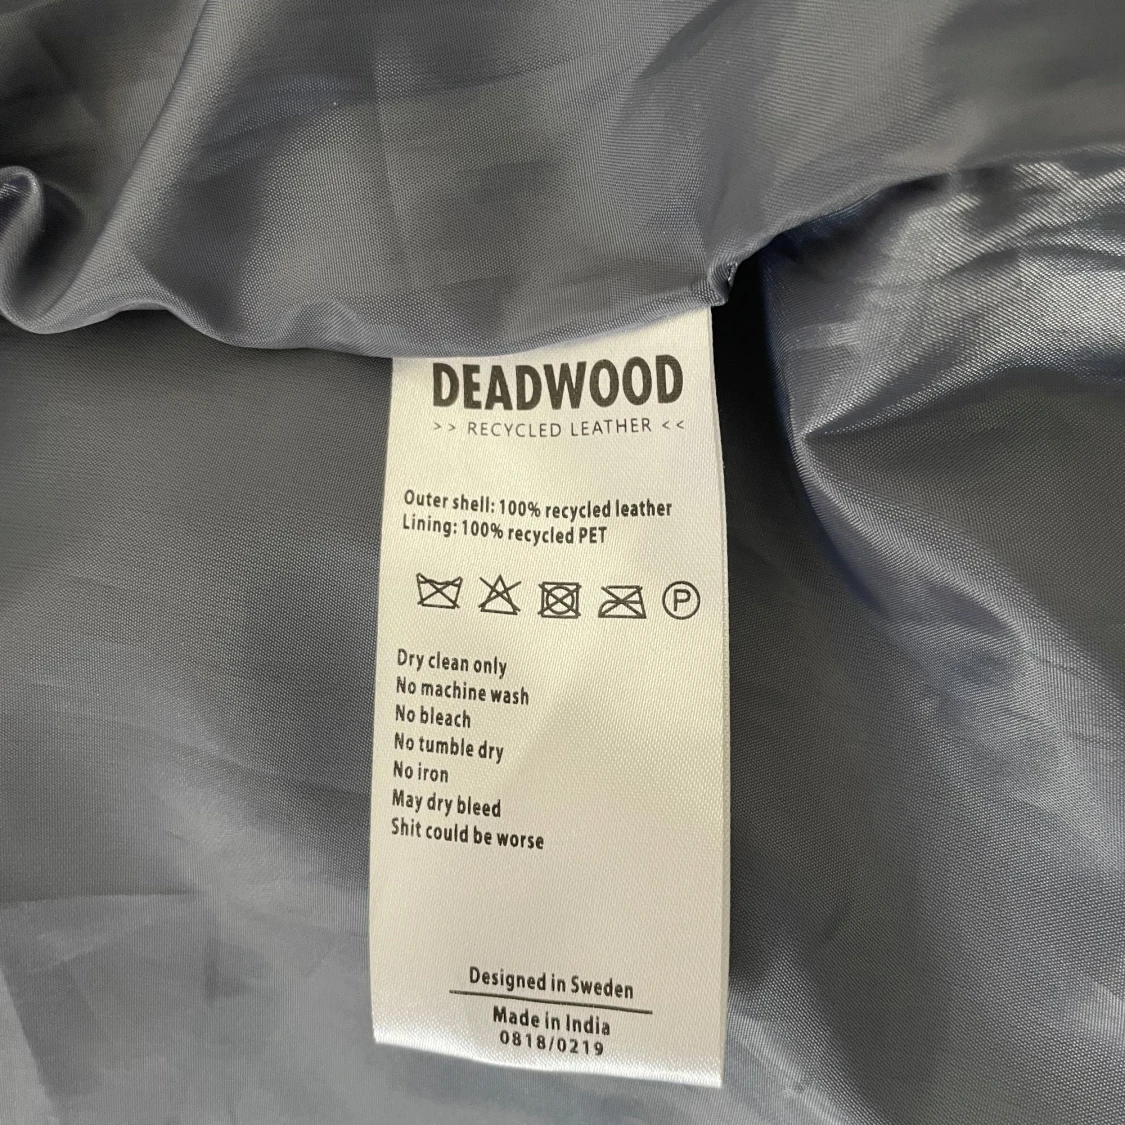 DEADWOOD
>> RECYCLED LEATHER <<
Outer shell: 100% recycled leather
Lining: 100% recycled PET
P
Dry clean only
No machine wash
No bleach
No tumble dry
No iron
May dry bleed
Shit could be worse
Designed in Sweden
Made in India
0818/0219